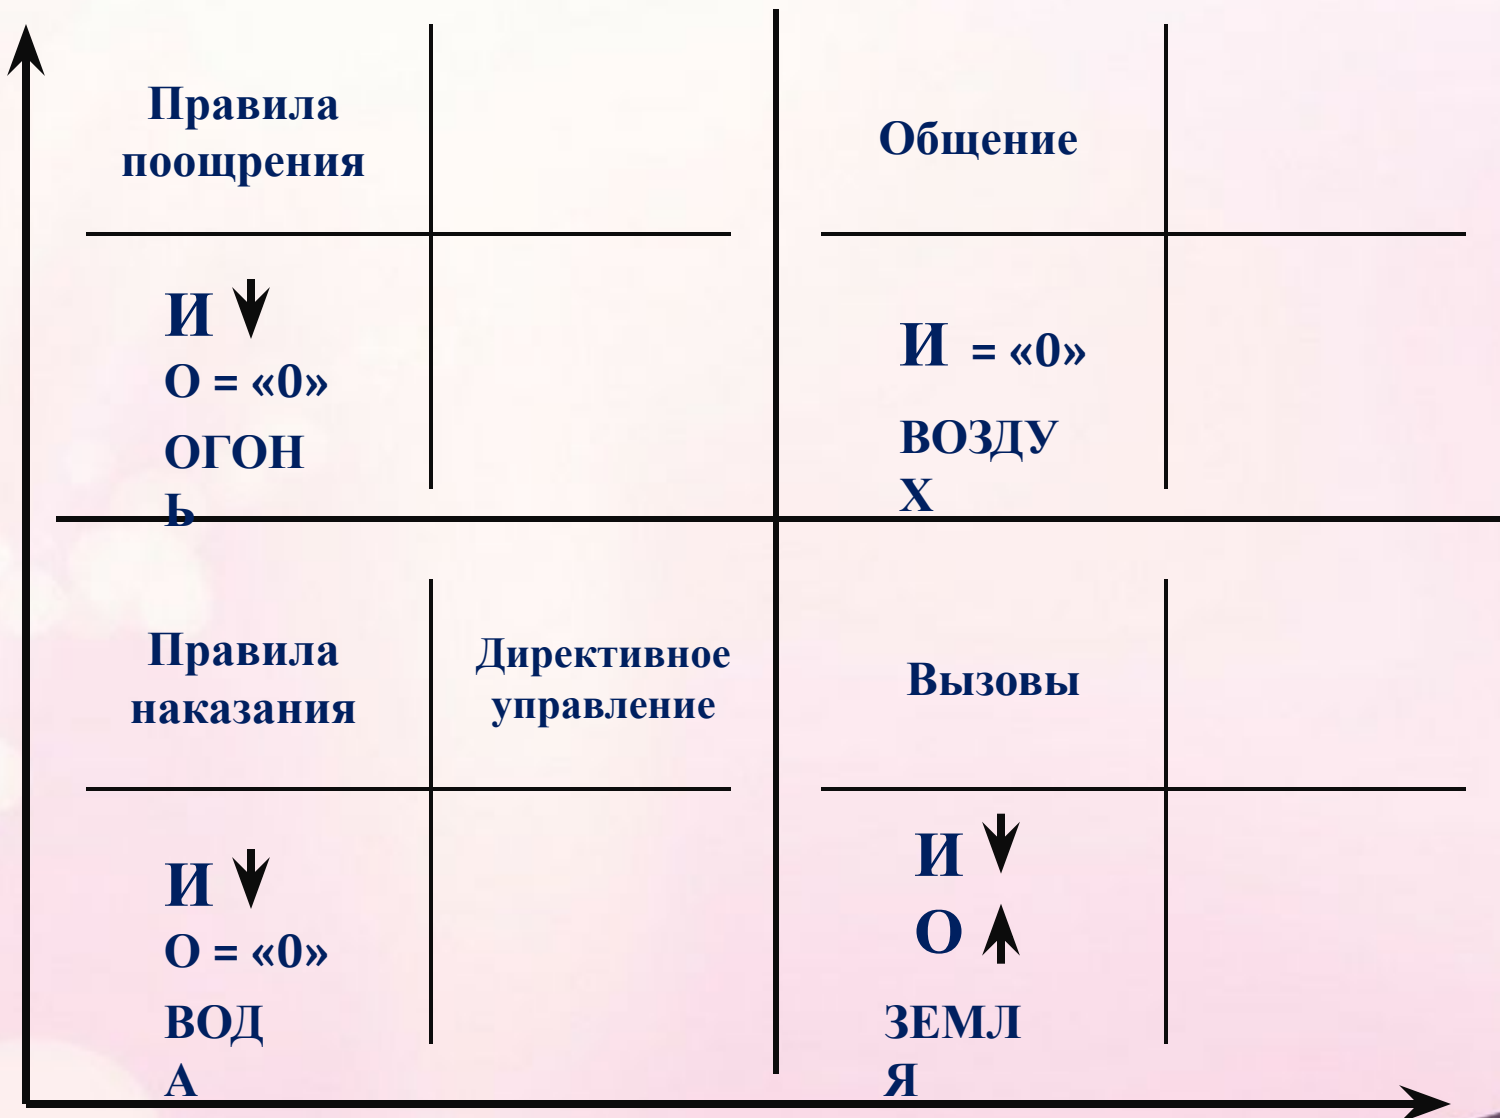 Правила
поощрения
И
О = «0»
ОГОН
Ь
Общение
И = «0»
ВОЗДУ
Х
Правила
наказания
Директивное
управление
И
О = «0»
ВОД
А
Вызовы
И
О
ЗЕМЛ
Я